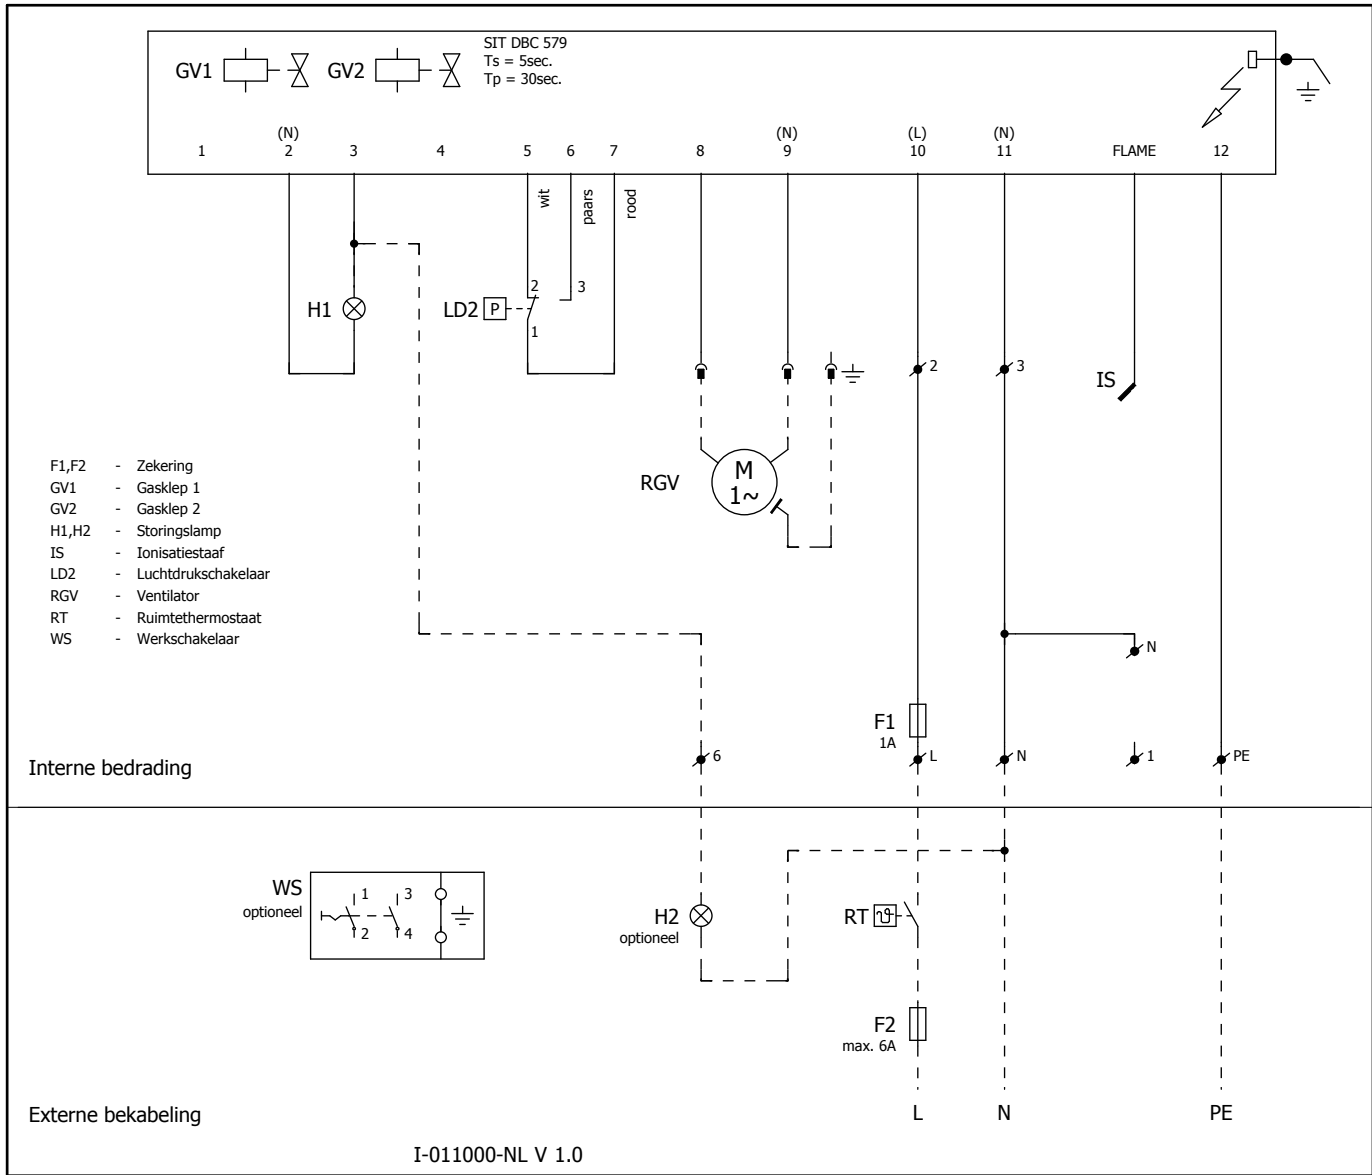 SIT DBC 579
GV1
GV2
Ts = 5sec.
Tp = 30sec.
(N)
(N)
(L)
(N)
1
2
3
4
5
6
7
8
9
10
11
FLAME
12
wit
paars
rood
2
3
H1
LD2
P
1
2
3
IS
F1,F2 - Zekering
GV1 - Gasklep 1
GV2 - Gasklep 2
H1,H2 - Storingslamp
IS - Ionisatiestaaf
LD2 - Luchtdrukschakelaar
RGV - Ventilator
RT - Ruimtethermostaat
WS - Werkschakelaar
RGV
M
1~
N
F1
1A
Interne bedrading
6
L
N
1
PE
WS
optioneel
1
3
2
4
H2
optioneel
RT
ϑ
F2
max. 6A
Externe bekabeling
L
N
PE
I-011000-NL V 1.0